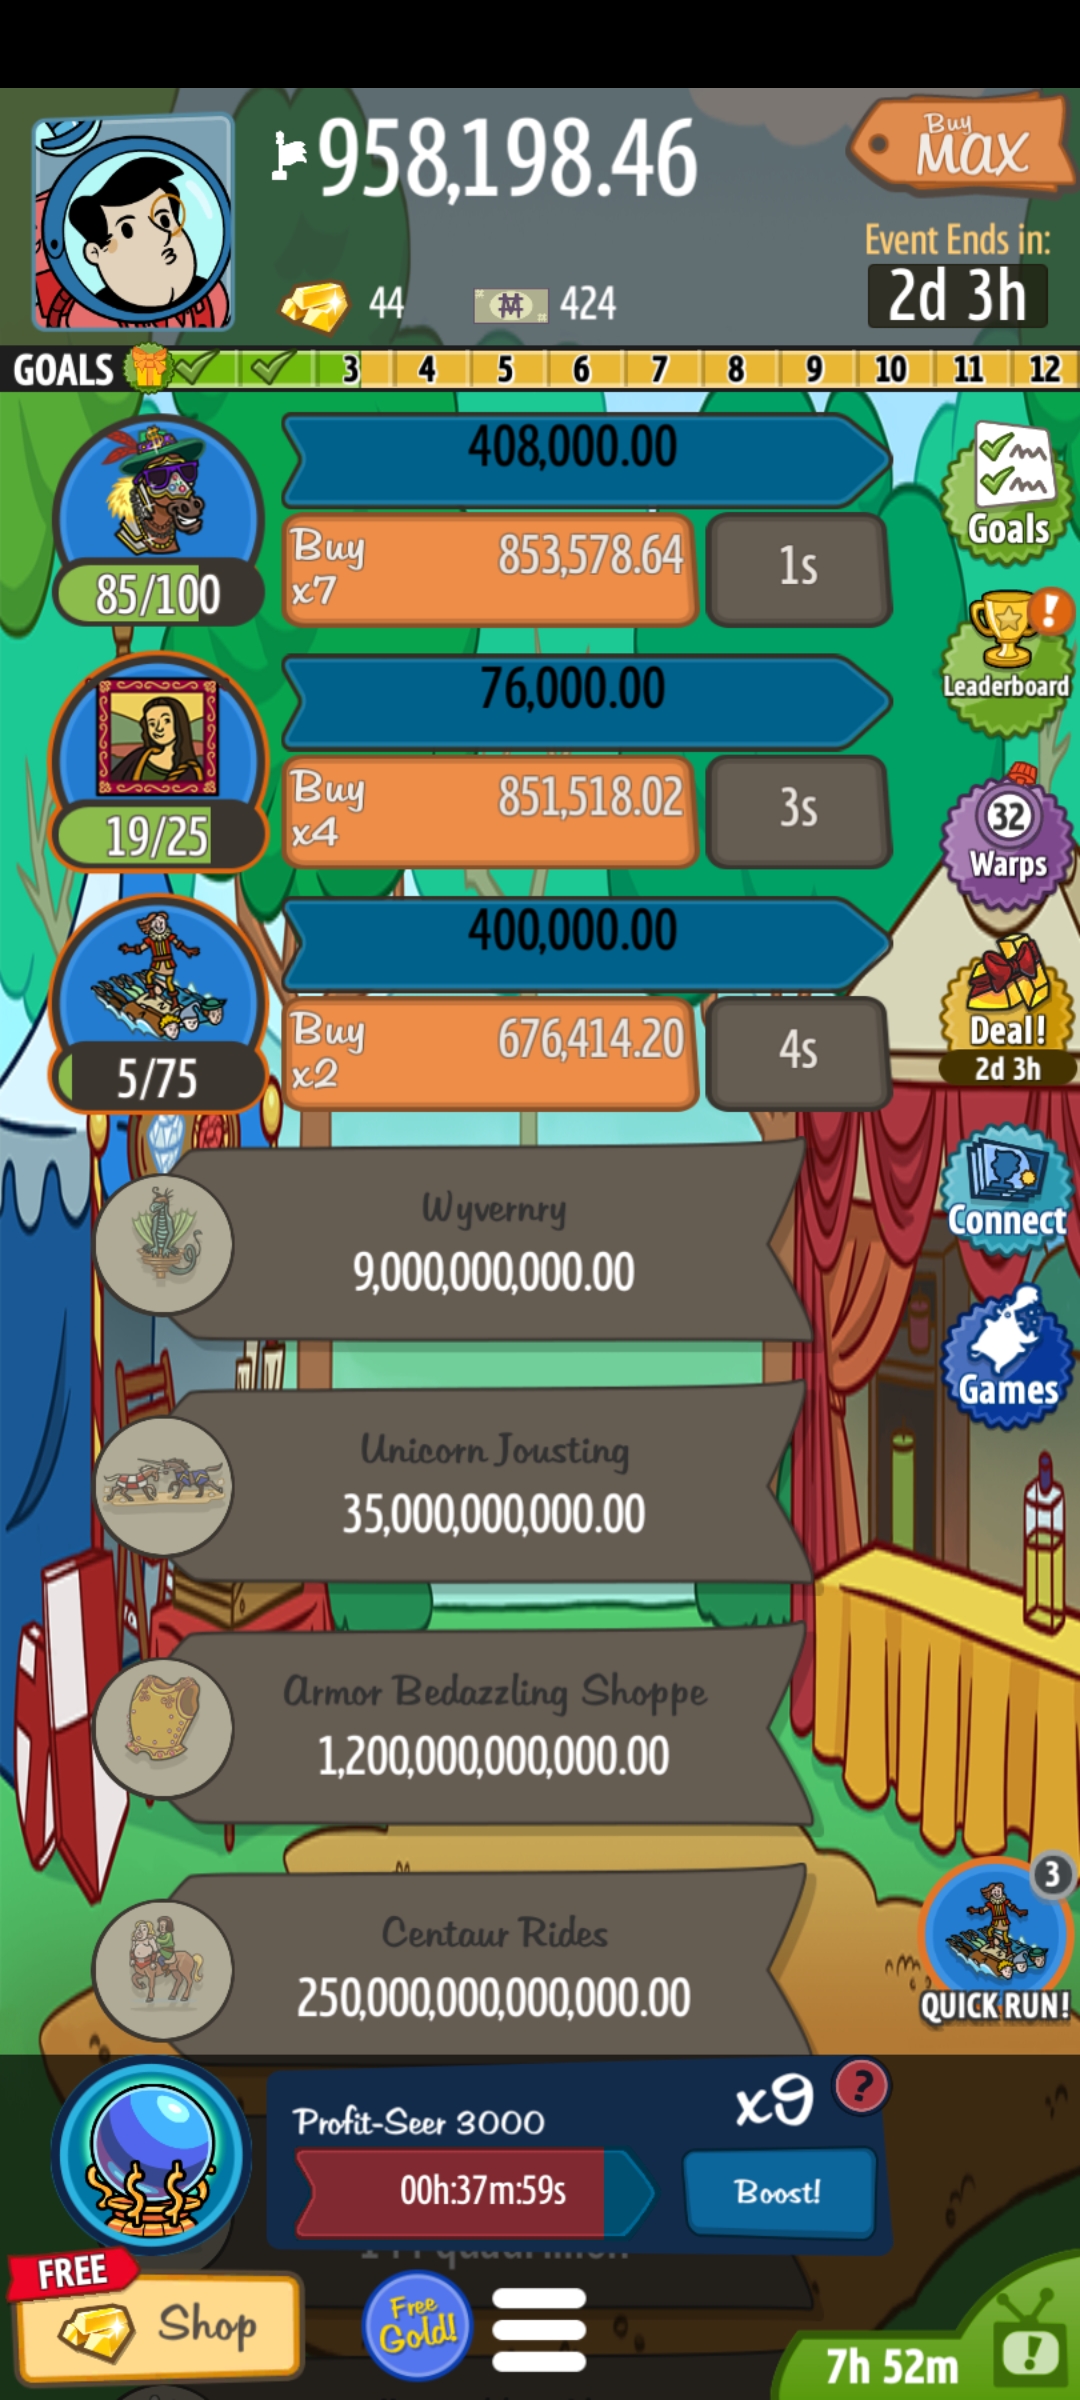 958,198.46
Buy
MAX
44
424
Event Ends in:
2d 3h
GOALS
3 4 5 6 7 8 9 10 11 12
408,000.00
Buy
x7
853,578.64
1s
85/100
Goals
76,000.00
Leaderboard
Buy
x4
851,518.02
3s
19/25
32
Warps
400,000.00
Buy
x2
676,414.20
4s
5/75
Deal!
2d 3h
Wyvernry
9,000,000,000.00
Connect
Unicorn Jousting
35,000,000,000.00
Games
Armor Bedazzling Shoppe
1,200,000,000,000.00
Centaur Rides
250,000,000,000,000.00
3
QUICK RUN!
Profit-Seer 3000
x9
?
00h:37m:59s
Boost!
FREE
Shop
Free
Gold!
7h 52m